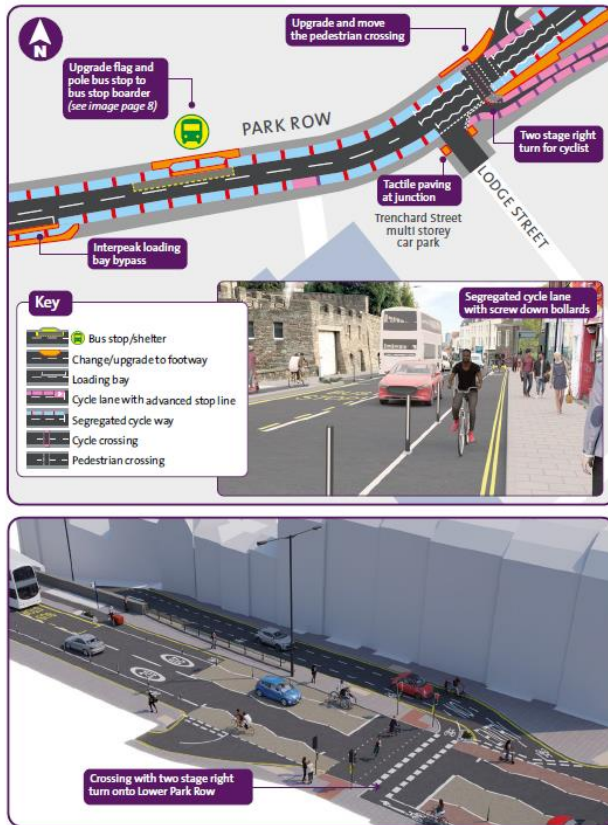 N
Upgrade and move
the pedestrian crossing
Upgrade flag and
pole bus stop to
bus stop boarder
(see image page 8)
PARK ROW
Two stage right
turn for cyclist
Tactile paving
at junction
LODGE STREET
Trenchard Street
multi storey
car park
Interpeak loading
bay bypass
Key
Bus stop/shelter
Change/upgrade to footway
Loading bay
Cycle lane with advanced stop line
Segregated cycle way
Cycle crossing
Pedestrian crossing
Segregated cycle lane
with screw down bollards
Crossing with two stage right
turn onto Lower Park Row